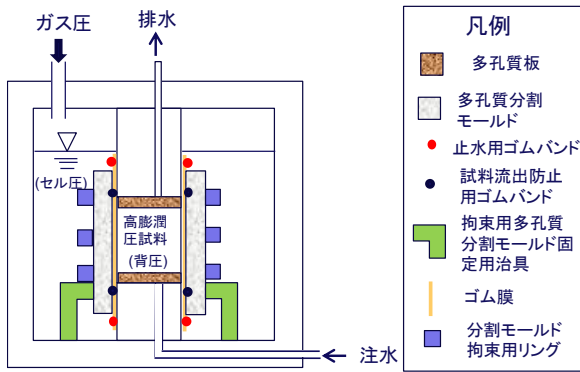 ガス圧
排水
(セル圧)
高膨潤
圧試料
(背圧)
注水
凡例
多孔質板
多孔質分割
モールド
止水用ゴムバンド
試料流出防止
用ゴムバンド
拘束用多孔質
分割モールド固
定用治具
ゴム膜
分割モールド
拘束用リング